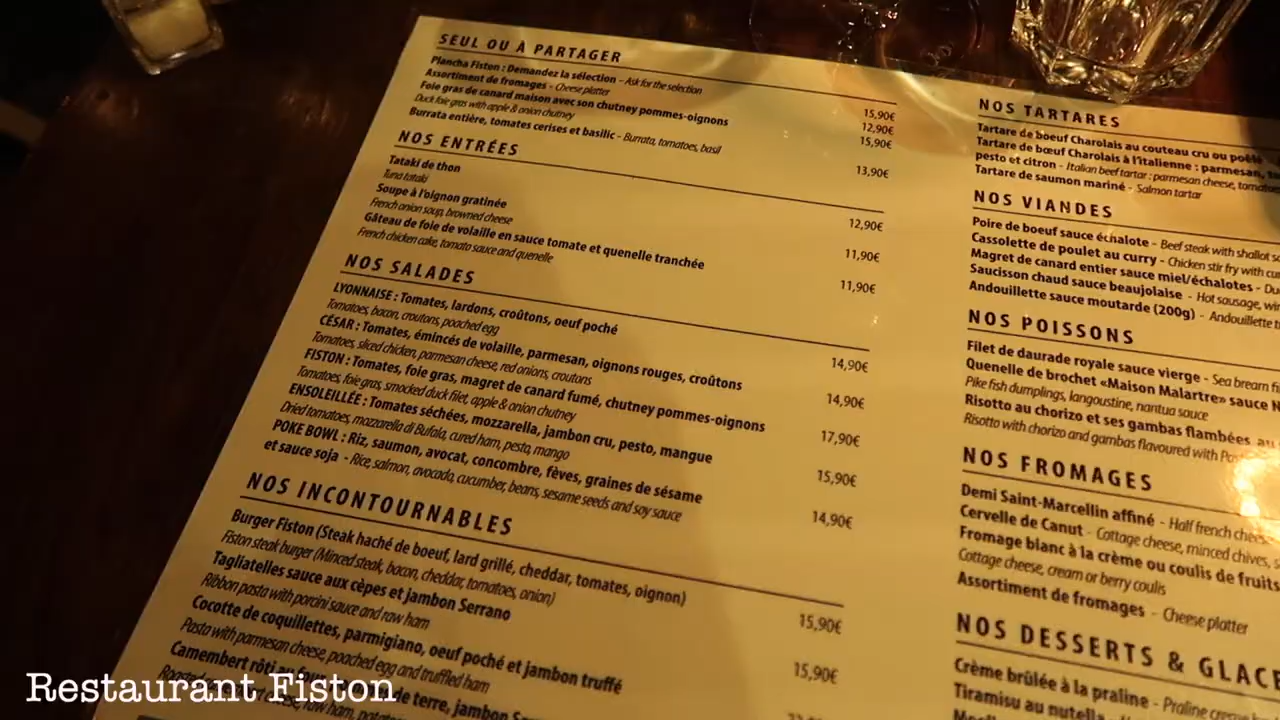 SEUL OU À PARTAGER
Plancha Fiston : Demandez la sélection - Ask for the selection
Assortiment de fromages - Cheese platter 15,90€
Foie gras de canard maison avec son chutney pommes-oignons 12,90€
Duck foie gras with apple & onion chutney 15,90€
Burrata entière, tomates cerises et basilic - Burrata, tomatoes, basil 13,90€
NOS ENTRÉES
Tataki de thon 12,90€
Tuna tataki
Soupe à l'oignon gratinée 11,90€
French onion soup, browned cheese
Gâteau de foie de volaille en sauce tomate et quenelle tranchée 11,90€
French chicken cake, tomato sauce and quenelle
NOS SALADES
LYONNAISE : Tomates, lardons, croûtons, oeuf poché 14,90€
Tomatoes, bacon, croutons, poached egg
CÉSAR : Tomates, émincés de volaille, parmesan, oignons rouges, croûtons 14,90€
Tomatoes, sliced chicken, parmesan cheese, red onions, croutons
FISTON : Tomates, foie gras, magret de canard fumé, chutney pommes-oignons 17,90€
Tomatoes, foie gras, smocked duck filet, apple & onion chutney
ENSOLEILLÉE : Tomates séchées, mozzarella, jambon cru, pesto, mangue 15,90€
Dried tomatoes, mozzarella di Bufala, cured ham, pesto, mango
POKE BOWL : Riz, saumon, avocat, concombre, fèves, graines de sésame 14,90€
et sauce soja - Rice, salmon, avocado, cucumber, beans, sesame seeds and soy sauce
NOS INCONTOURNABLES
Burger Fiston (Steak haché de boeuf, lard grillé, cheddar, tomates, oignon) 15,90€
Fiston steak burger (Minced steak, bacon, cheddar, tomatoes, onion)
Tagliatelles sauce aux cèpes et jambon Serrano 15,90€
Ribbon pasta with porcini sauce and raw ham
Cocotte de coquillettes, parmigiano, oeuf poché et jambon truffé
Pasta with parmesan cheese, poached egg and truffled ham
Camembert rôti au de terre, jambon
NOS TARTARES
Tartare de boeuf Charolais au couteau cru ou poêlé
Tartare de bœuf Charolais à l'italienne : parmesan,
pesto et citron - Italian beef tartar : parmesan cheese,
Tartare de saumon mariné - Salmon tartar
NOS VIANDES
Poire de boeuf sauce échalote - Beef steak with shallot
Cassolette de poulet au curry - Chicken stir fry with
Magret de canard entier sauce miel/échalotes -
Saucisson chaud sauce beaujolaise - Hot sausage,
Andouillette sauce moutarde (200g) - Andouillette
NOS POISSONS
Filet de daurade royale sauce vierge - Sea bream
Quenelle de brochet «Maison Malartre» sauce
Pike fish dumplings, langoustine, nantua sauce
Risotto au chorizo et ses gambas flambées au
Risotto with chorizo and gambas flavoured with
NOS FROMAGES
Demi Saint-Marcellin affiné - Half french
Cervelle de Canut - Cottage cheese, minced chives,
Fromage blanc à la crème ou coulis de fruits
Cottage cheese, cream or berry coulis
Assortiment de fromages - Cheese platter
NOS DESSERTS & GLACE
Crème brûlée à la praline - Praline
Tiramisu au nutella
Restaurant Fiston